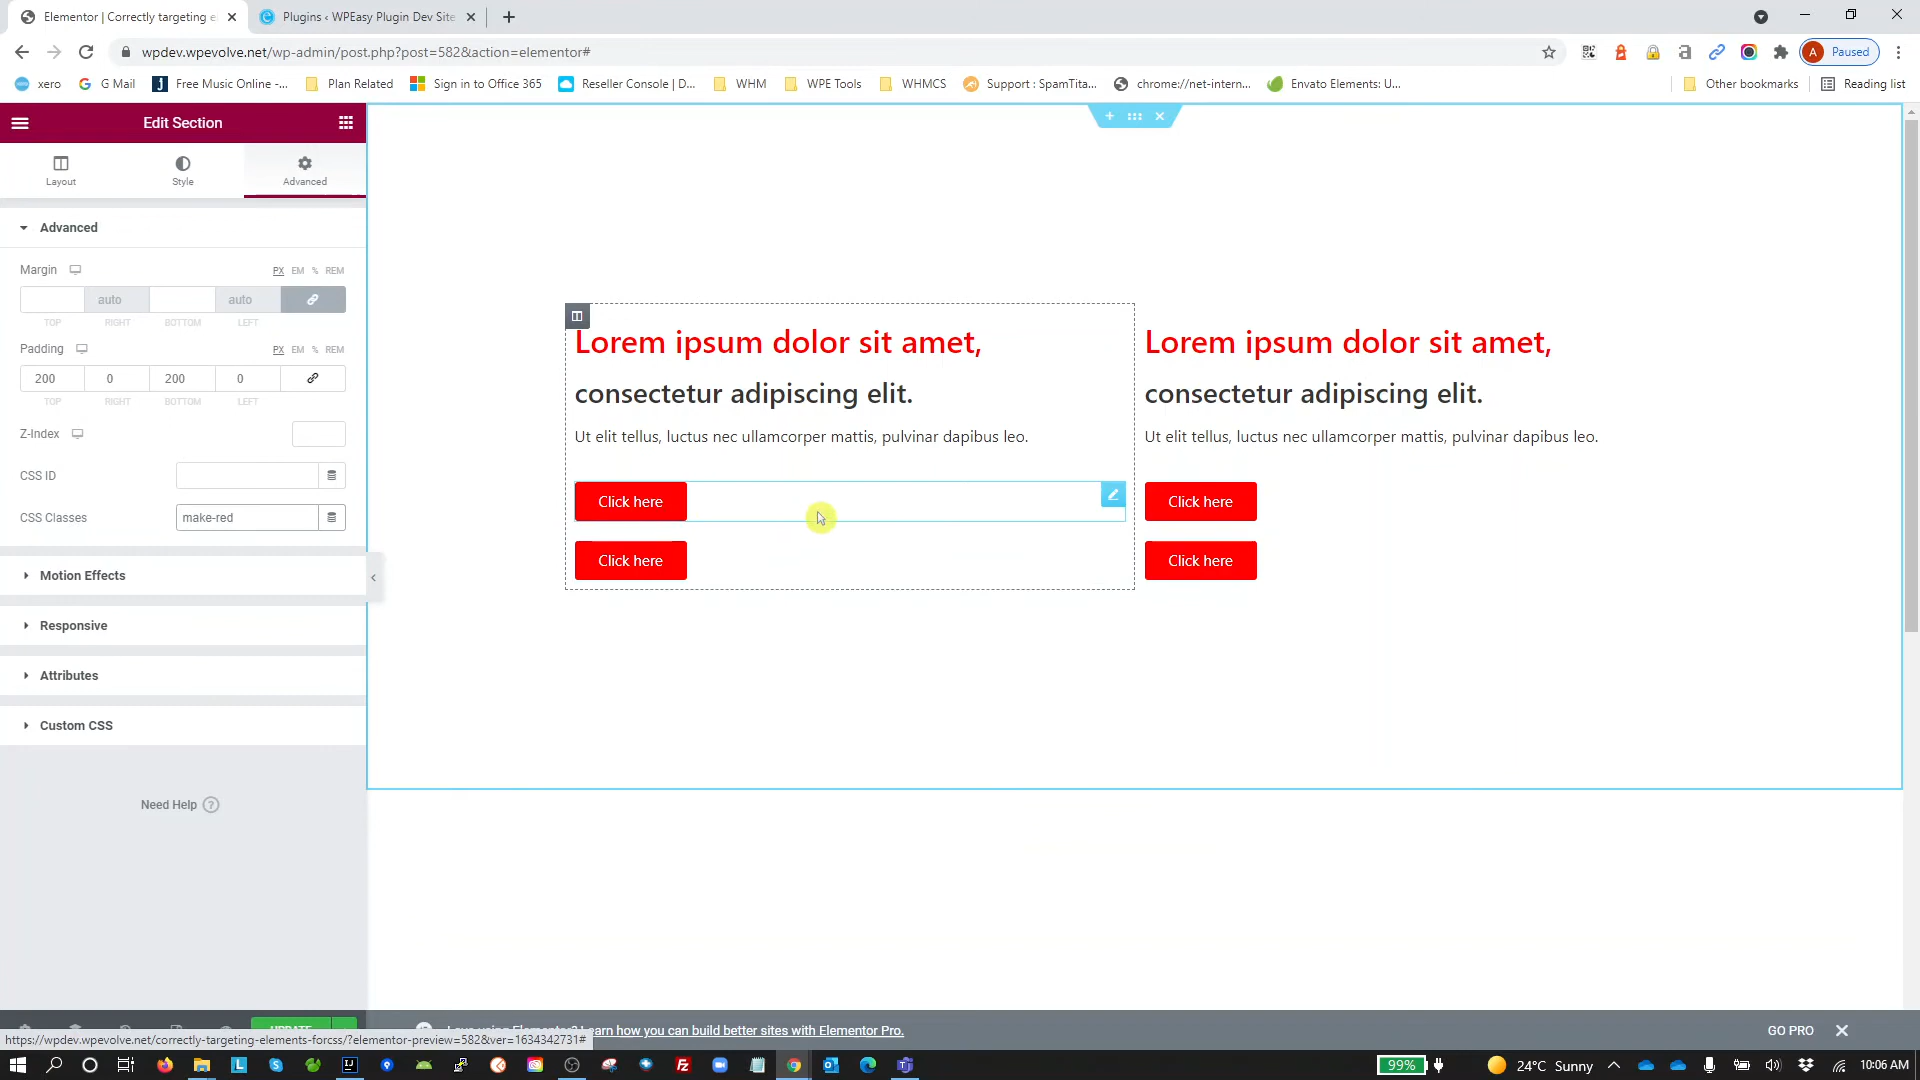 Elementor | Correctly targeting e
Plugins ‹ WPEasy Plugin Dev Site
wpdev.wpevolve.net/wp-admin/post.php?post=582&action=elementor#
A Paused
xero
G Mail
Free Music Online -...
Plan Related
Sign in to Office 365
Reseller Console | D...
WHM
WPE Tools
WHMCS
Support : SpamTita...
chrome://net-intern...
Envato Elements: U...
Other bookmarks
Reading list
Edit Section
Layout
Style
Advanced
Advanced
Margin
PX EM % REM
auto auto
TOP RIGHT BOTTOM LEFT
Padding
PX EM % REM
200 0 200 0
TOP RIGHT BOTTOM LEFT
Z-Index
CSS ID
CSS Classes
make-red
Motion Effects
Responsive
Attributes
Custom CSS
Need Help ?
Lorem ipsum dolor sit amet,
consectetur adipiscing elit.
Ut elit tellus, luctus nec ullamcorper mattis, pulvinar dapibus leo.
Click here
Click here
Lorem ipsum dolor sit amet,
consectetur adipiscing elit.
Ut elit tellus, luctus nec ullamcorper mattis, pulvinar dapibus leo.
Click here
Click here
Learn how you can build better sites with Elementor Pro.
GO PRO
https://wpdev.wpevolve.net/correctly-targeting-elements-forcss/?elementor-preview=582&ver=1634342731#
99%
24°C Sunny
10:06 AM